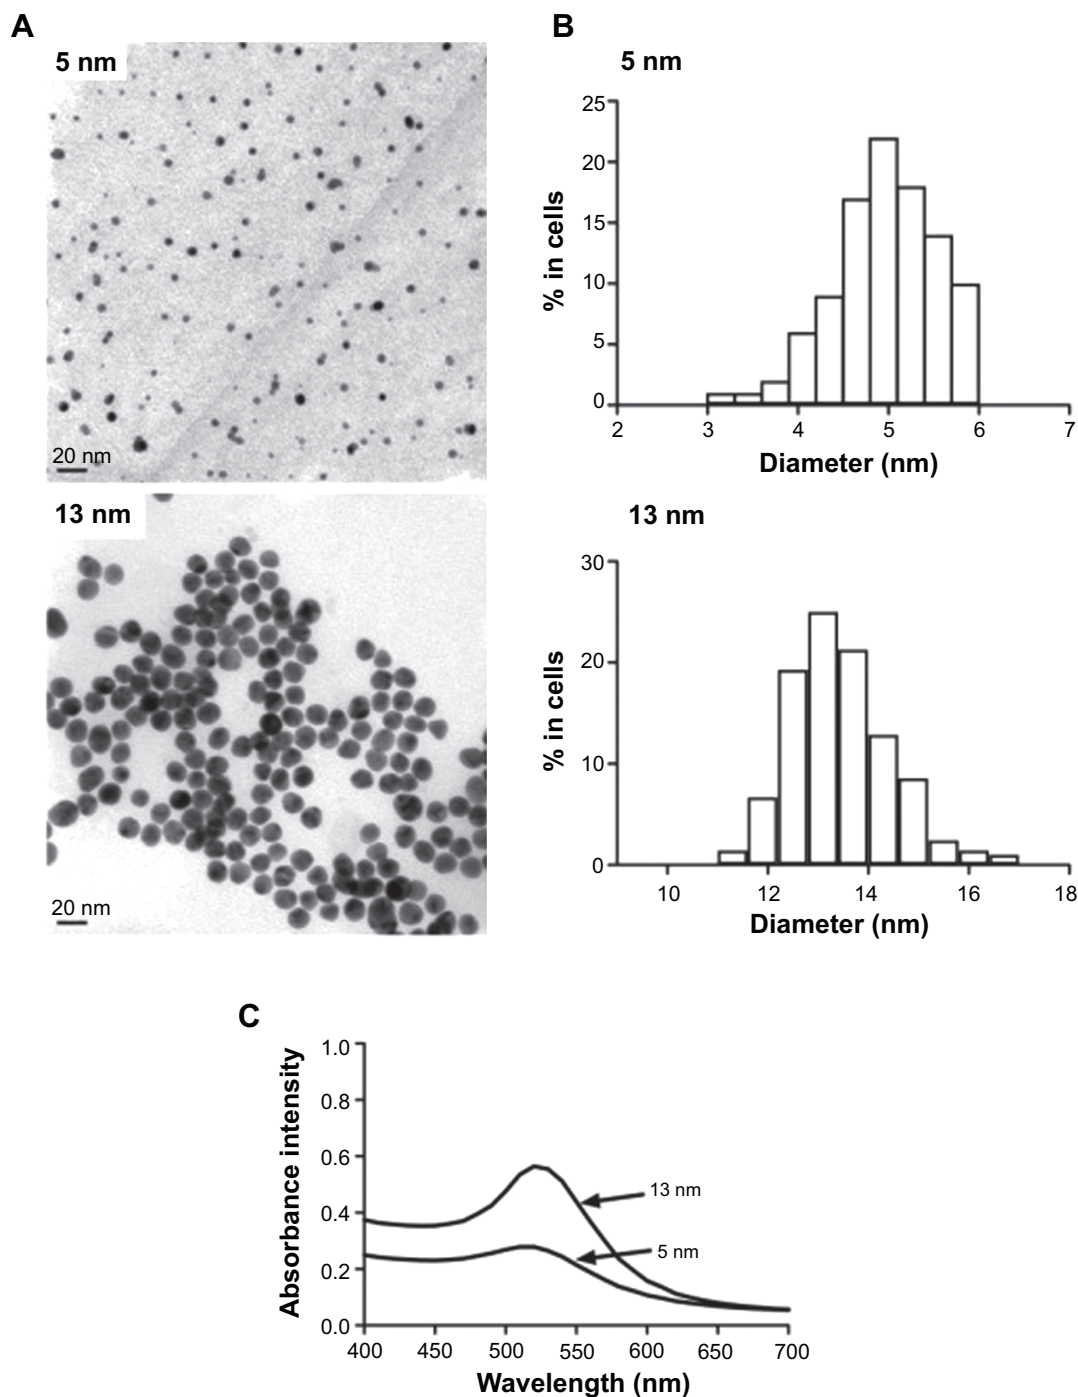 A
5 nm
20 nm
13 nm
20 nm
B
5 nm
25
20
15
10
5
0
% in cells
2 3 4 5 6 7
Diameter (nm)
13 nm
30
20
10
0
% in cells
10 12 14 16 18
Diameter (nm)
C
1.0
0.8
0.6
0.4
0.2
0.0
Absorbance intensity
13 nm
5 nm
400 450 500 550 600 650 700
Wavelength (nm)